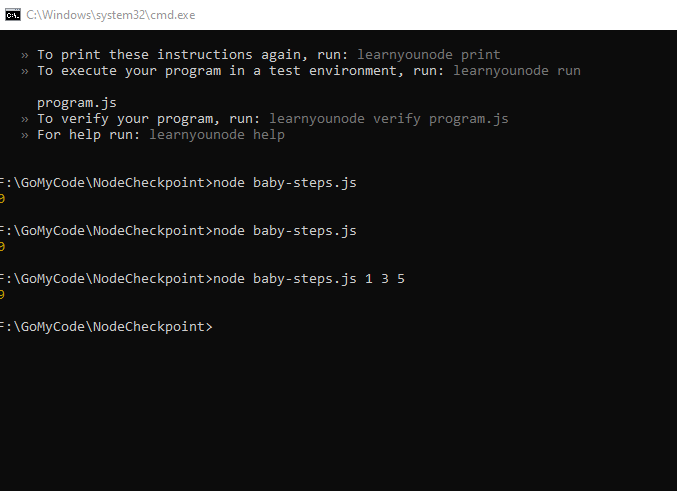 C:\Windows\system32\cmd.exe
» To print these instructions again, run: learnyounode print
» To execute your program in a test environment, run: learnyounode run
program.js
» To verify your program, run: learnyounode verify program.js
» For help run: learnyounode help
F:\GoMyCode\NodeCheckpoint>node baby-steps.js
0
F:\GoMyCode\NodeCheckpoint>node baby-steps.js
0
F:\GoMyCode\NodeCheckpoint>node baby-steps.js 1 3 5
9
F:\GoMyCode\NodeCheckpoint>